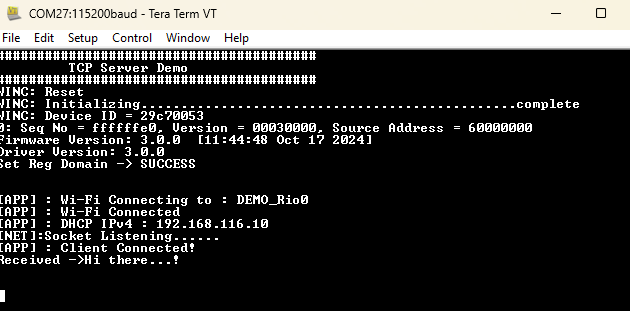 COM27:115200baud - Tera Term VT
File Edit Setup Control Window Help
########################################
TCP Server Demo
########################################
WINC: Reset
WINC: Initializing...............................................complete
WINC: Device ID = 29c70053
0: Seq No = ffffffe0, Version = 00030000, Source Address = 60000000
Firmware Version: 3.0.0 [11:44:48 Oct 17 2024]
Driver Version: 3.0.0
Set Reg Domain -> SUCCESS
[APP] : Wi-Fi Connecting to : DEMO_Rio0
[APP] : Wi-Fi Connected
[APP] : DHCP IPv4 : 192.168.116.10
[NET]:Socket Listening......
[APP] : Client Connected!
Received ->Hi there...!